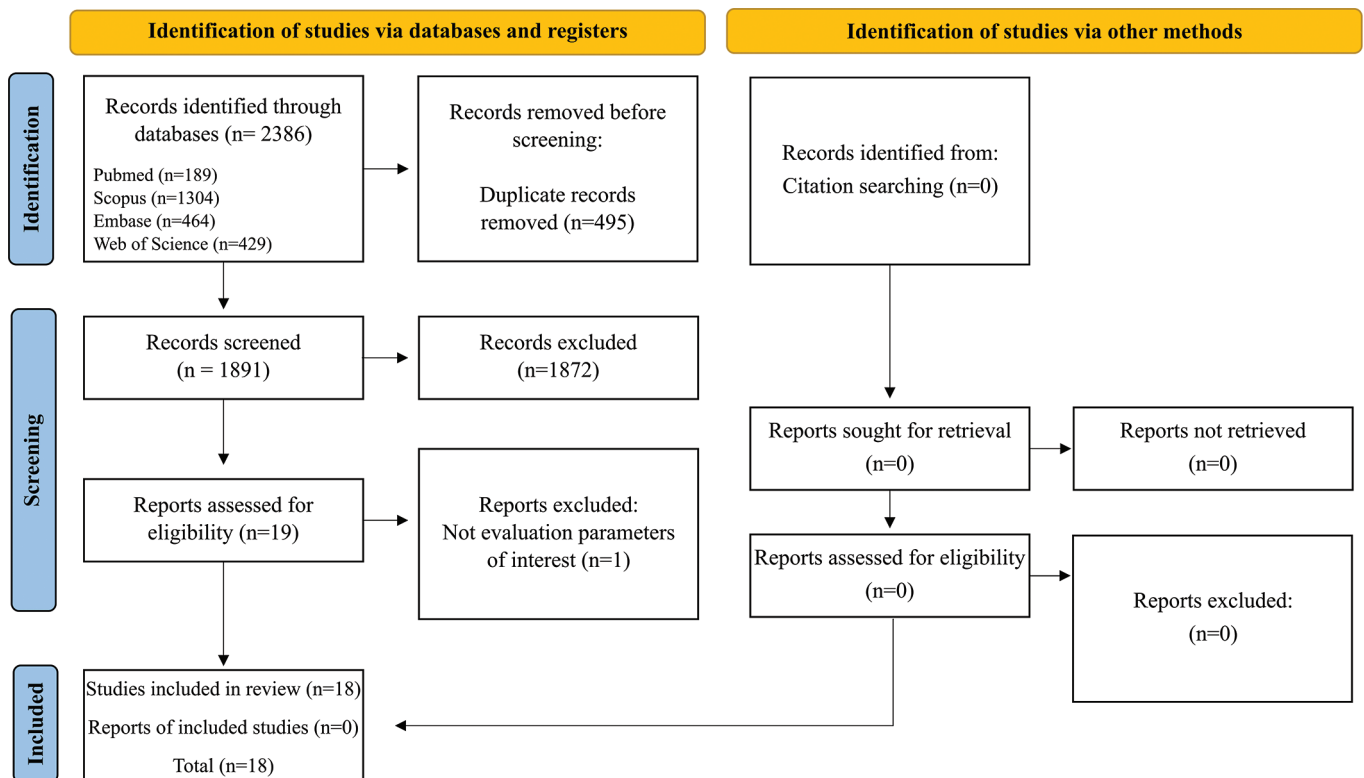 Identification of studies via databases and registers
Identification of studies via other methods
Identification
Records identified through
databases (n= 2386)
Pubmed (n=189)
Scopus (n=1304)
Embase (n=464)
Web of Science (n=429)
Records removed before
screening:
Duplicate records
removed (n=495)
Records identified from:
Citation searching (n=0)
Screening
Records screened
(n = 1891)
Records excluded
(n=1872)
Reports sought for retrieval
(n=0)
Reports not retrieved
(n=0)
Reports assessed for
eligibility (n=19)
Reports excluded:
Not evaluation parameters
of interest (n=1)
Reports assessed for eligibility
(n=0)
Reports excluded:
(n=0)
Included
Studies included in review (n=18)
Reports of included studies (n=0)
Total (n=18)